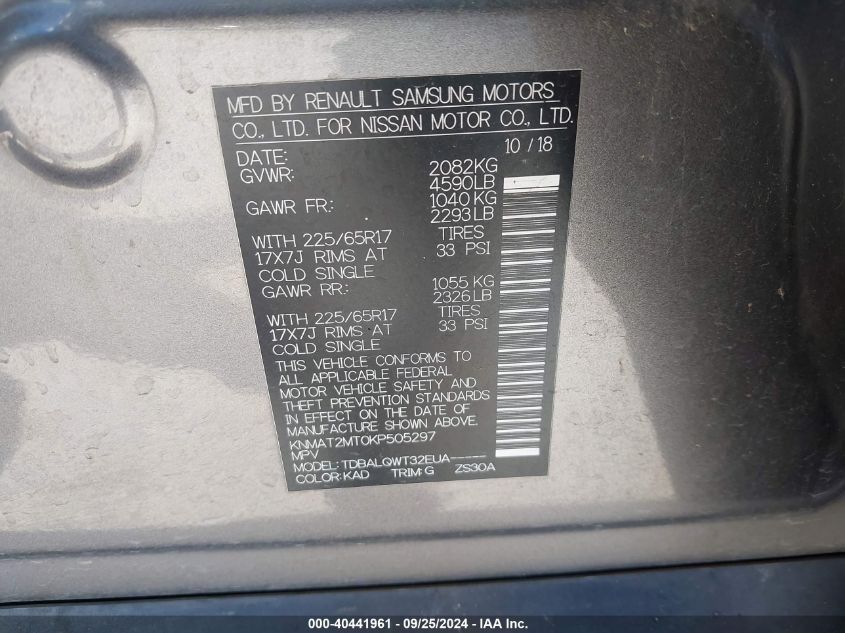 MFD BY RENAULT SAMSUNG MOTORS
CO., LTD. FOR NISSAN MOTOR CO., LTD.
DATE: 10 / 18
GVWR: 2082KG
4590LB
GAWR FR: 1040 KG
2293 LB
WITH 225/65R17 TIRES
17X7J RIMS AT 33 PSI
COLD SINGLE
GAWR RR: 1055 KG
2326 LB
WITH 225/65R17 TIRES
17X7J RIMS AT 33 PSI
COLD SINGLE
THIS VEHICLE CONFORMS TO
ALL APPLICABLE FEDERAL
MOTOR VEHICLE SAFETY AND
THEFT PREVENTION STANDARDS
IN EFFECT ON THE DATE OF
MANUFACTURE SHOWN ABOVE.
KNMAT2MT0KP505297
MPV
MODEL: TDBALQWT32EUA-----
COLOR: KAD TRIM: G ZS30A
000-40441961 - 09/25/2024 - IAA Inc.